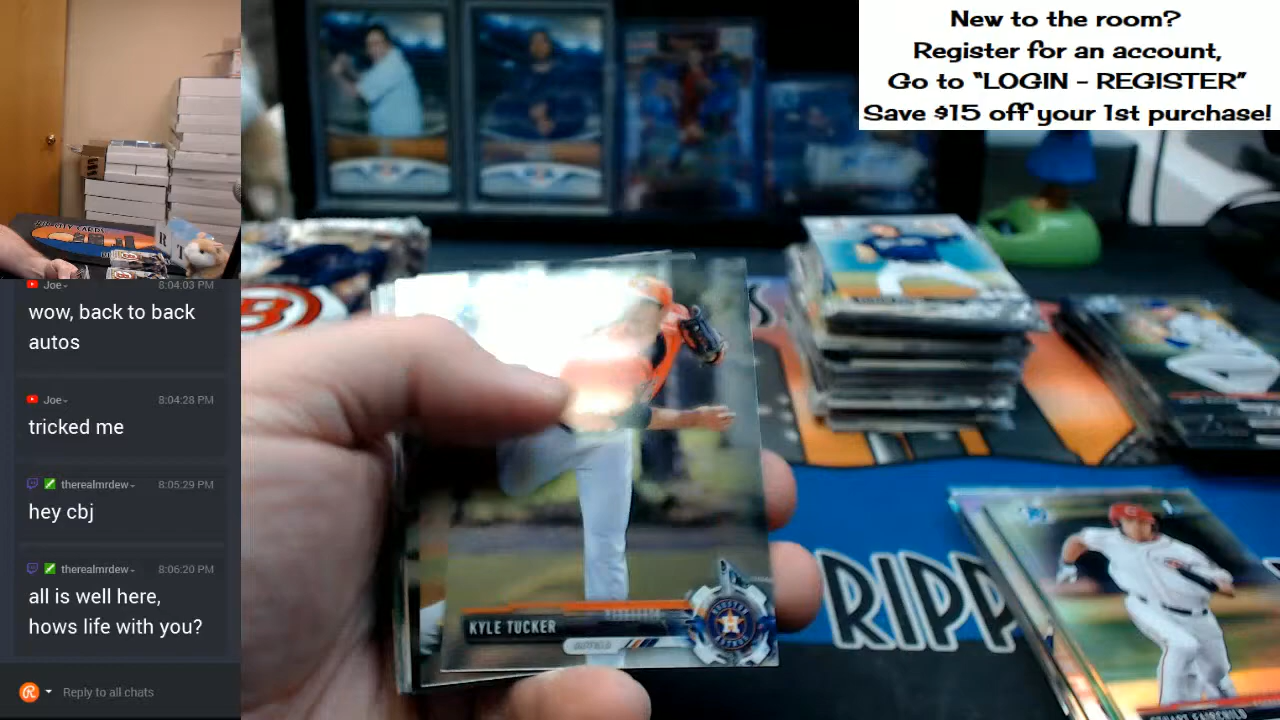 New to the room?
Register for an account,
Go to "LOGIN - REGISTER"
Save $15 off your 1st purchase!
Joe
8:04:03 PM
wow, back to back
autos
Joe
8:04:28 PM
tricked me
therealmrdew
8:05:29 PM
hey cbj
therealmrdew
8:06:20 PM
all is well here,
hows life with you?
Reply to all chats
KYLE TUCKER
OUTFIELD
RIPP
FAIRCHILD